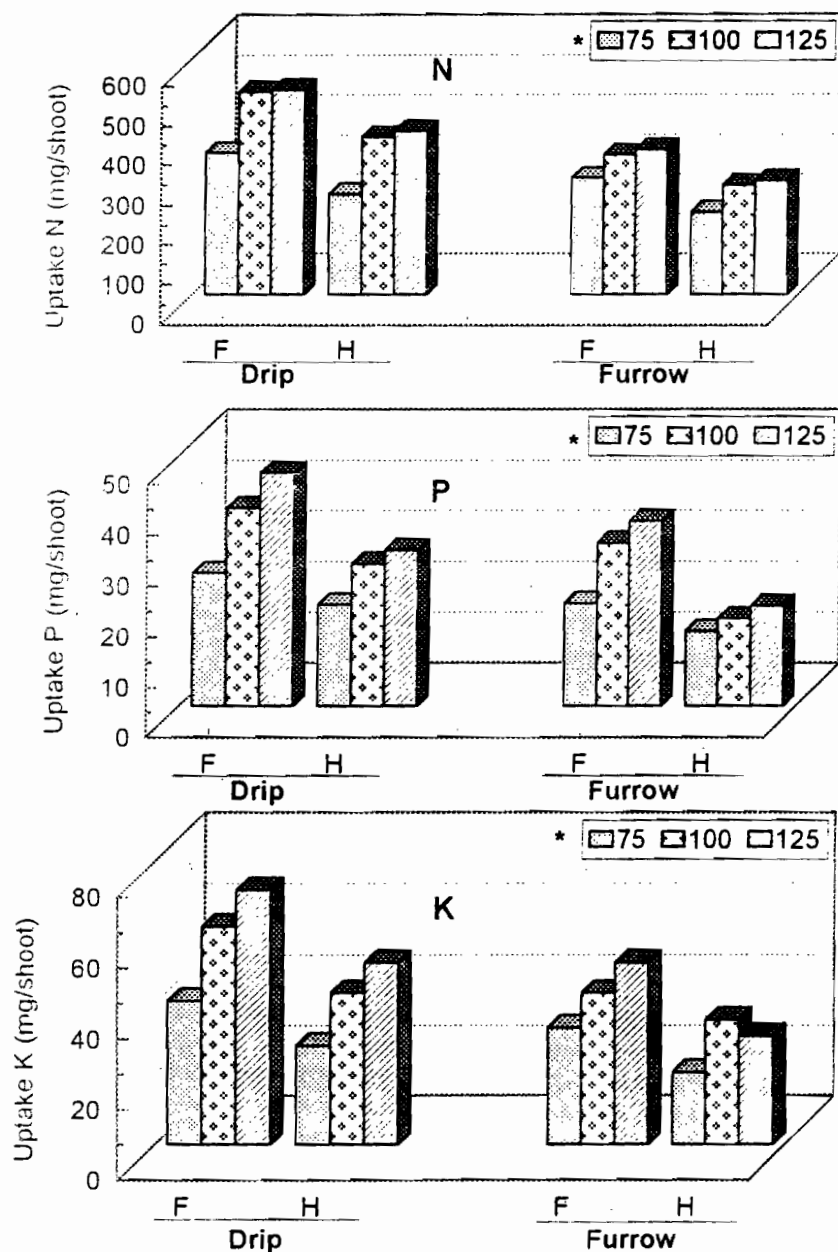 * 75 100 125
N
Uptake N (mg/shoot)
600
500
400
300
200
100
0
F H F H
Drip Furrow
* 75 100 125
P
Uptake P (mg/shoot)
50
40
30
20
10
0
F H F H
Drip Furrow
* 75 100 125
K
Uptake K (mg/shoot)
80
60
40
20
0
F H F H
Drip Furrow